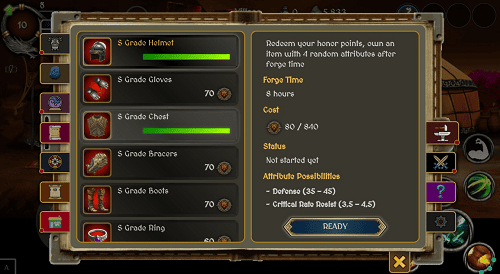 10
5,833
S Grade Helmet
S Grade Gloves
70
S Grade Chest
S Grade Bracers
70
S Grade Boots
70
S Grade Ring
Redeem your honor points, own an
item with 4 random attributes after
forge time
Forge Time
8 hours
Cost
80 / 840
Status
Not started yet
Attribute Possibilities
- Defense (35 - 45)
- Critical Rate Resist (3,5 - 4,5)
READY
?
X
A